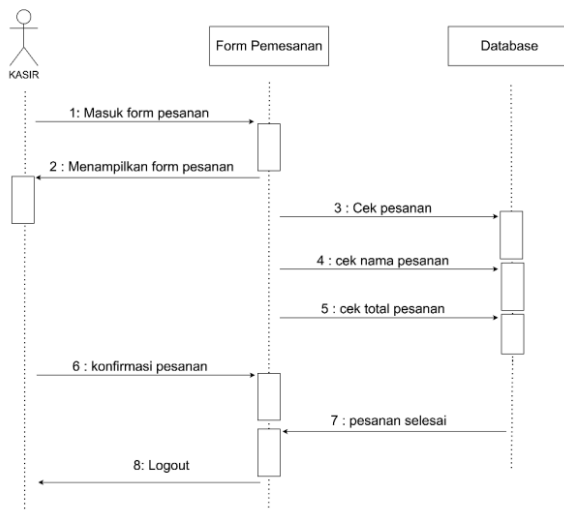 Form Pemesanan
Database
KASIR
1: Masuk form pesanan
2 : Menampilkan form pesanan
3 : Cek pesanan
4 : cek nama pesanan
5 : cek total pesanan
6 : konfirmasi pesanan
7 : pesanan selesai
8: Logout